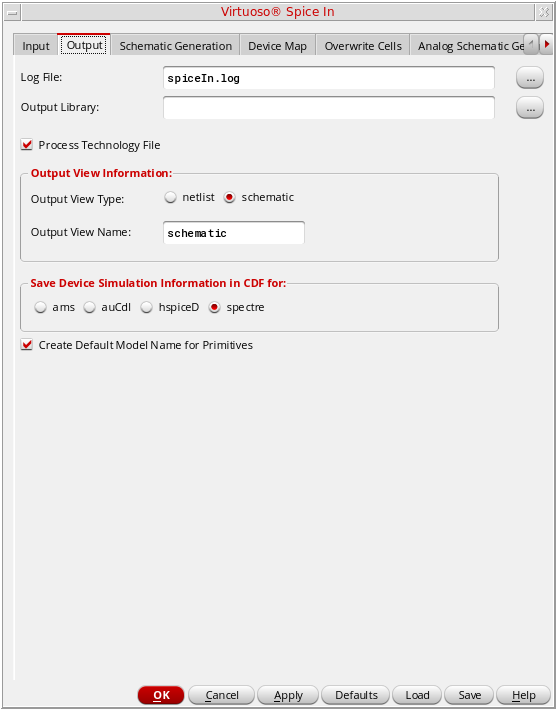 Virtuoso® Spice In
Input Output Schematic Generation Device Map Overwrite Cells Analog Schematic Ge
Log File: spiceIn.log ...
Output Library: ...
Process Technology File
Output View Information:
Output View Type: netlist schematic
Output View Name: schematic
Save Device Simulation Information in CDF for:
ams auCdl hspiceD spectre
Create Default Model Name for Primitives
OK Cancel Apply Defaults Load Save Help